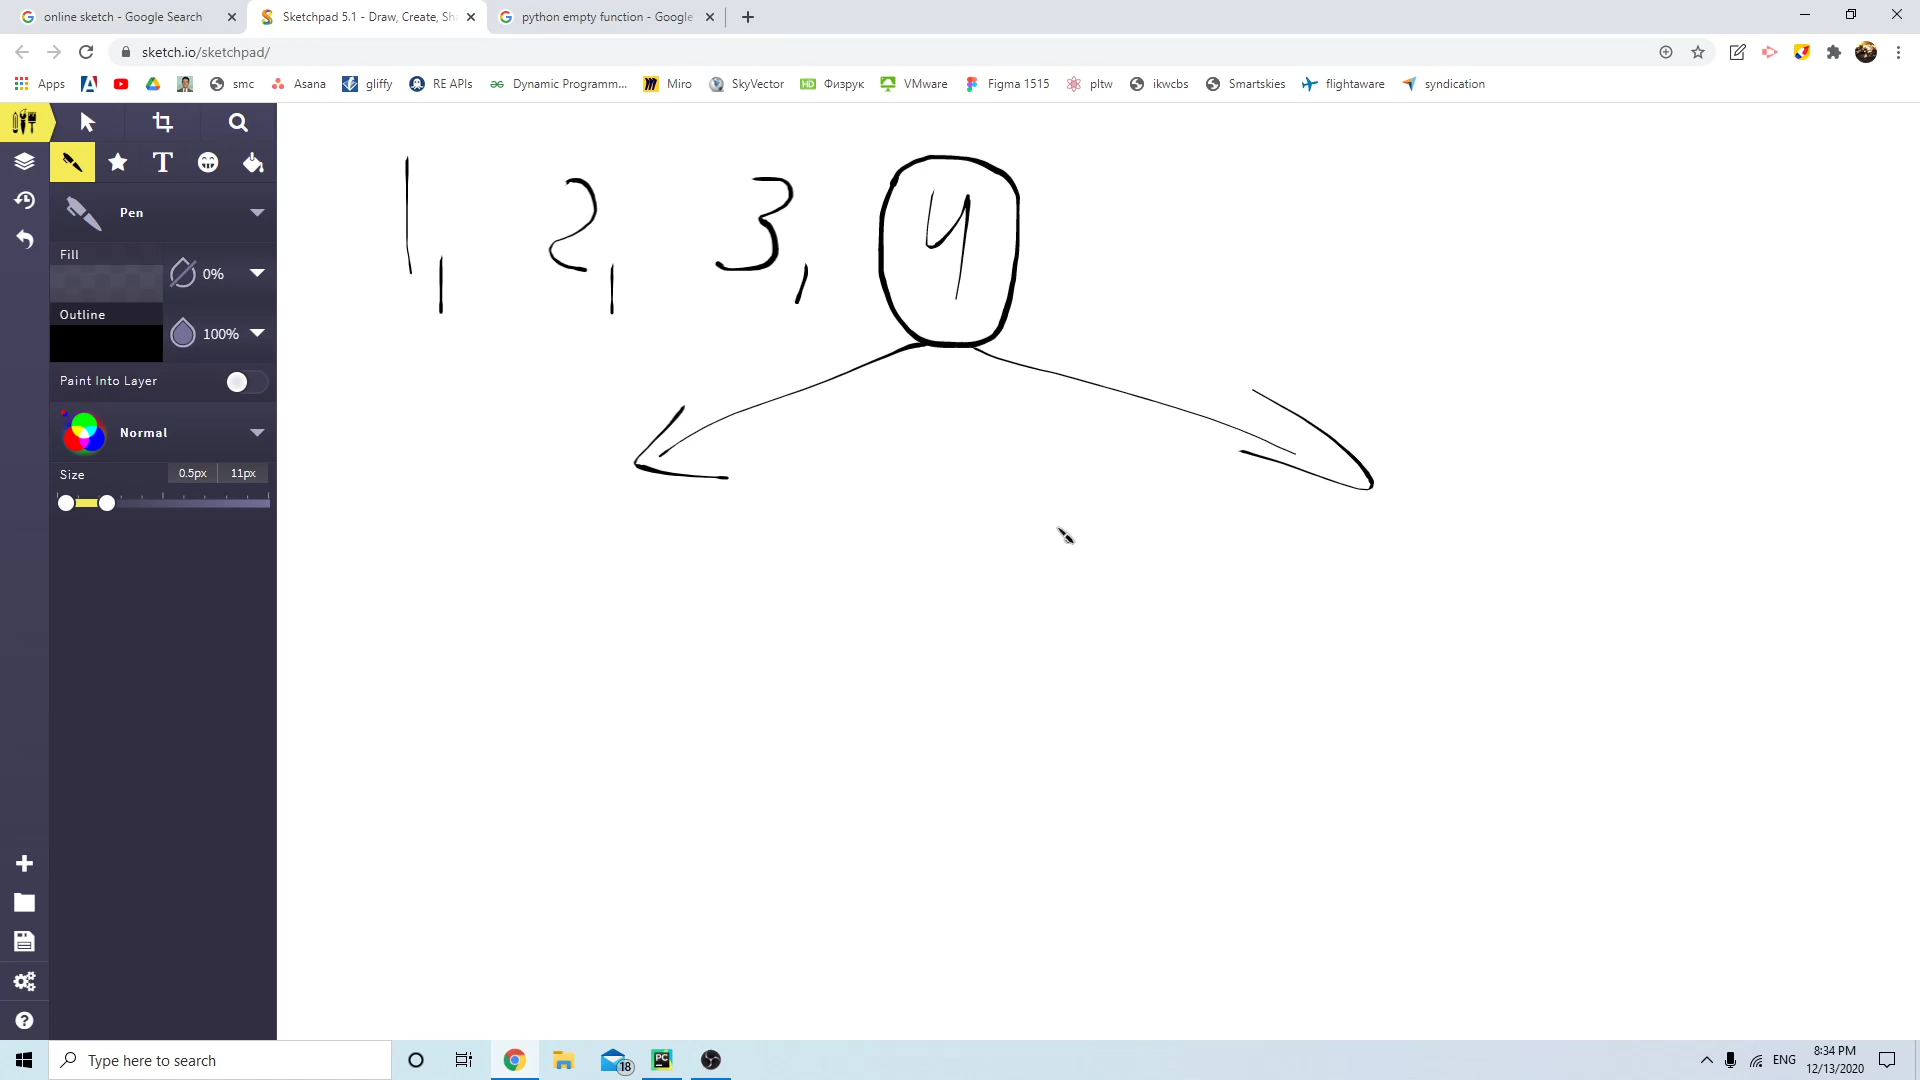 online sketch - Google Search
Sketchpad 5.1 - Draw, Create, Sh
python empty function - Google
sketch.io/sketchpad/
Apps
smc
Asana
gliffy
RE APIs
Dynamic Programm...
Miro
SkyVector
HD
Физрук
VMware
Figma 1515
pltw
ikwcbs
Smartskies
flightaware
syndication
T
Pen
Fill
0%
Outline
100%
Paint Into Layer
Normal
Size
0.5px
11px
1, 2, 3, 4
Type here to search
18
PC
ENG
8:34 PM
12/13/2020